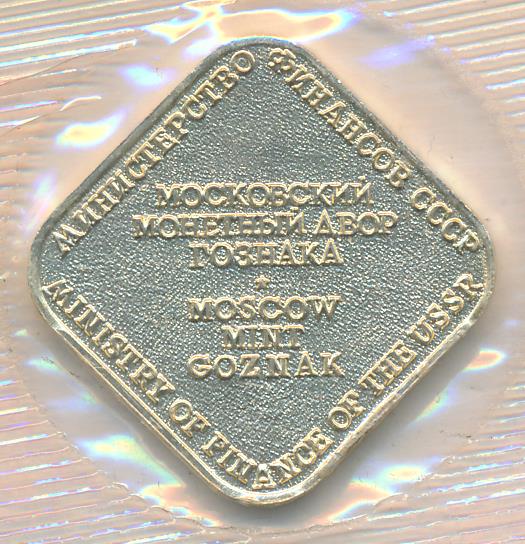 МИНИСТЕРСТВО ФИНАНСОВ СССР
МОСКОВСКИЙ
МОНЕТНЫЙ ДВОР
ГОЗНАКА
★
MOSCOW
MINT
GOZNAK
MINISTRY OF FINANCE OF THE USSR